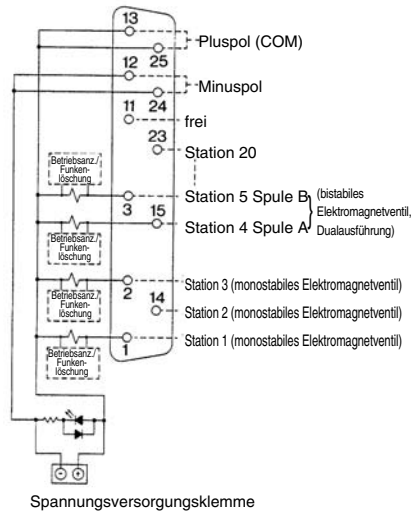 13
Pluspol (COM)
25
12
Minuspol
24
11
frei
23
Station 20
Betriebsanz./
Funken-
löschung
Station 5 Spule B
3
(bistabiles
Elektromagnetventil,
Dualausführung)
15
Station 4 Spule A
Betriebsanz./
Funken-
löschung
2
Station 3 (monostabiles Elektromagnetventil)
Betriebsanz./
Funken-
löschung
14
Station 2 (monostabiles Elektromagnetventil)
1
Station 1 (monostabiles Elektromagnetventil)
Betriebsanz./
Funken-
löschung
Spannungsversorgungsklemme